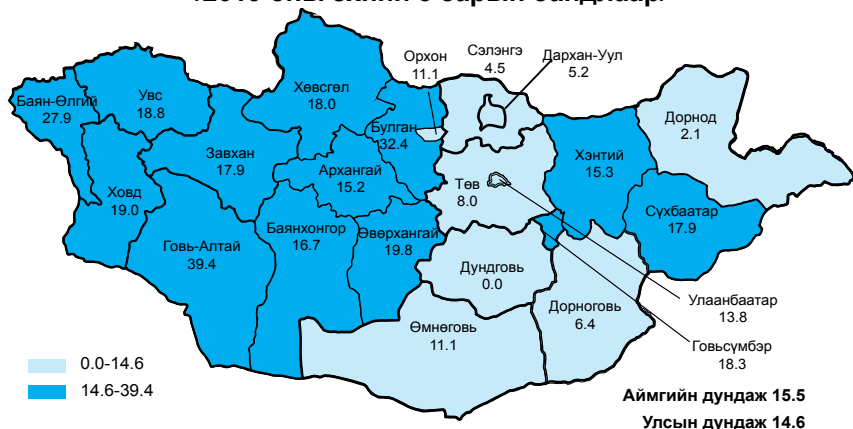 Орхон
11.1
Сэлэнгэ
4.5
Дархан-Уул
5.2
Баян-Өлгий
27.9
Увс
18.8
Хөвсгөл
18.0
Булган
32.4
Дорнод
2.1
Завхан
17.9
Архангай
15.2
Хэнтий
15.3
Ховд
19.0
Төв
8.0
Сүхбаатар
17.9
Говь-Алтай
39.4
Баянхонгор
16.7
Өвөрхангай
19.8
Дундговь
0.0
Улаанбаатар
13.8
Дорноговь
6.4
Өмнөговь
11.1
Говьсүмбэр
18.3
0.0-14.6
14.6-39.4
Аймгийн дундаж 15.5
Улсын дундаж 14.6